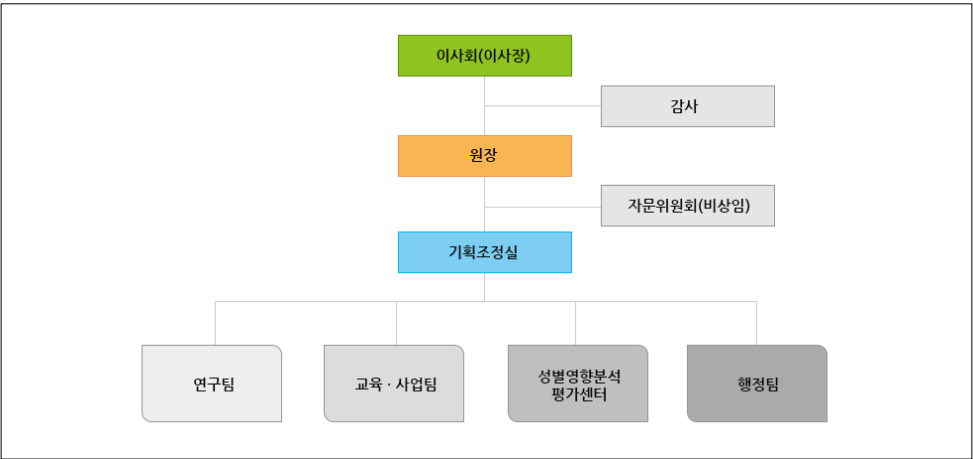 이사회(이사장)
감사
원장
자문위원회(비상임)
기획조정실
연구팀
교육 · 사업팀
성별영향분석
평가센터
행정팀